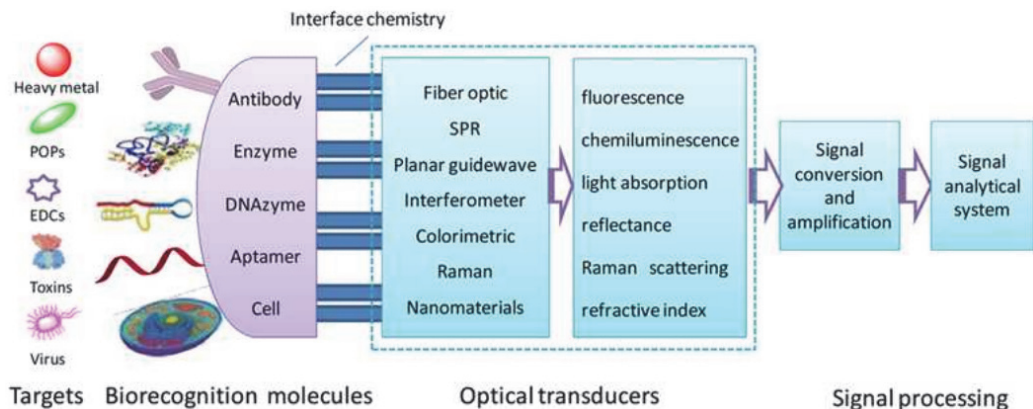 Interface chemistry
Heavy metal
POPs
EDCs
Toxins
Virus
Antibody
Enzyme
DNAzyme
Aptamer
Cell
Fiber optic
SPR
Planar guidewave
Interferometer
Colorimetric
Raman
Nanomaterials
fluorescence
chemiluminescence
light absorption
reflectance
Raman scattering
refractive index
Signal
conversion
and
amplification
Signal
analytical
system
Targets
Biorecognition molecules
Optical transducers
Signal processing